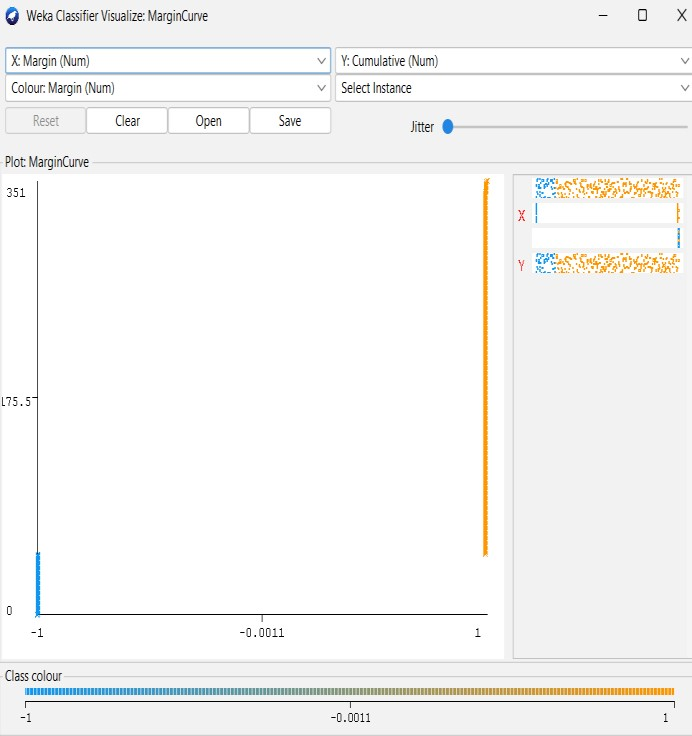 Weka Classifier Visualize: MarginCurve
X: Margin (Num)
Y: Cumulative (Num)
Colour: Margin (Num)
Select Instance
Reset
Clear
Open
Save
Jitter
Plot: MarginCurve
351
175.5
0
-1
-0.0011
1
X
Y
Class colour
-1
-0.0011
1